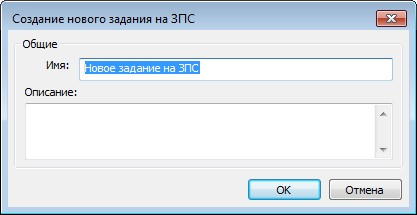 Создание нового задания на ЗПС
Общие
Имя: Новое задание на ЗПС
Описание:
OK Отмена